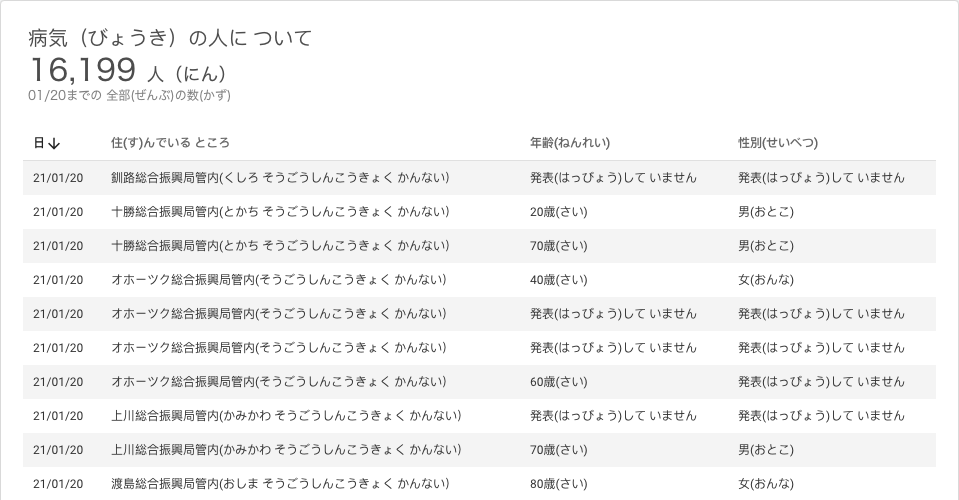 病気（びょうき）の人に ついて
16,199 人（にん）
01/20までの 全部(ぜんぶ)の数(かず)
日↓ 住(す)んでいる ところ 年齢(ねんれい) 性別(せいべつ)
21/01/20 釧路総合振興局管内(くしろ そうごうしんこうきょく かんない) 発表(はっぴょう)して いません 発表(はっぴょう)して いません
21/01/20 十勝総合振興局管内(とかち そうごうしんこうきょく かんない) 20歳(さい) 男(おとこ)
21/01/20 十勝総合振興局管内(とかち そうごうしんこうきょく かんない) 70歳(さい) 男(おとこ)
21/01/20 オホーツク総合振興局管内(そうごうしんこうきょく かんない) 40歳(さい) 女(おんな)
21/01/20 オホーツク総合振興局管内(そうごうしんこうきょく かんない) 発表(はっぴょう)して いません 発表(はっぴょう)して いません
21/01/20 オホーツク総合振興局管内(そうごうしんこうきょく かんない) 発表(はっぴょう)して いません 発表(はっぴょう)して いません
21/01/20 オホーツク総合振興局管内(そうごうしんこうきょく かんない) 60歳(さい) 発表(はっぴょう)して いません
21/01/20 上川総合振興局管内(かみかわ そうごうしんこうきょく かんない) 発表(はっぴょう)して いません 発表(はっぴょう)して いません
21/01/20 上川総合振興局管内(かみかわ そうごうしんこうきょく かんない) 70歳(さい) 男(おとこ)
21/01/20 渡島総合振興局管内(おしま そうごうしんこうきょく かんない) 80歳(さい) 女(おんな)